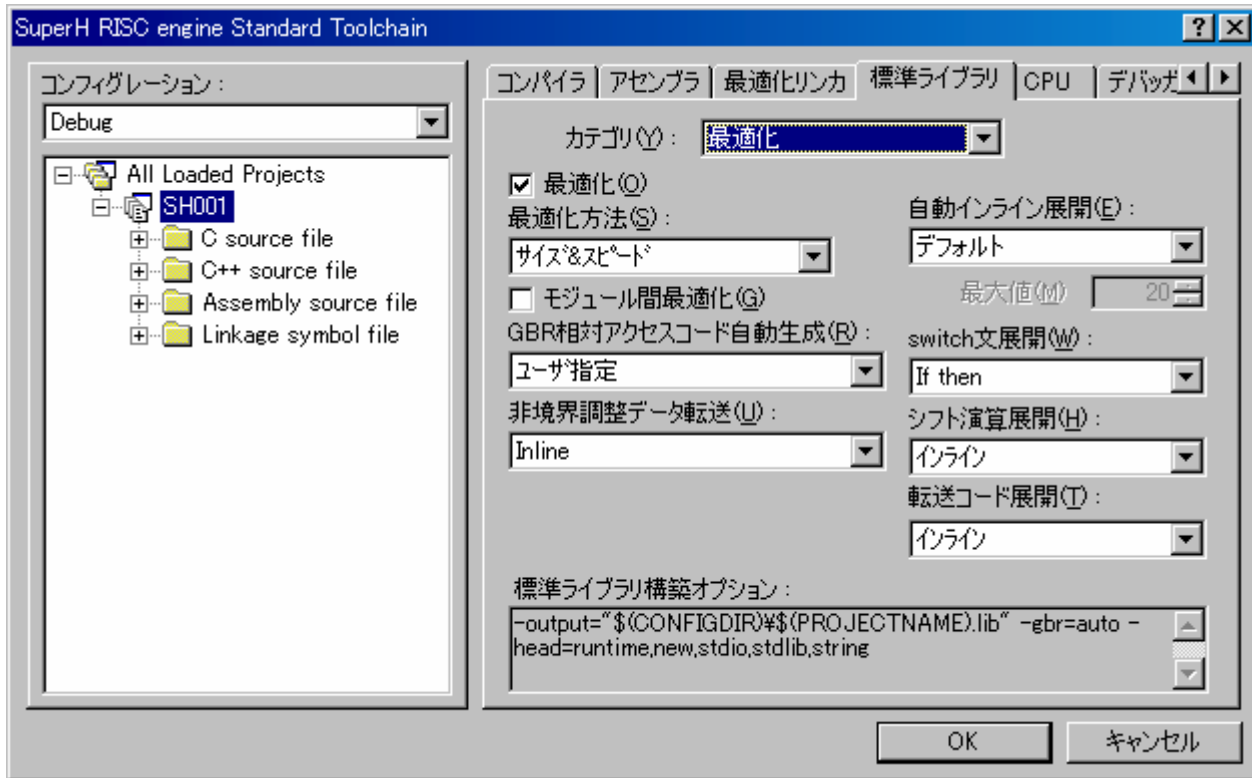 SuperH RISC engine Standard Toolchain
コンフィグレーション :
Debug
All Loaded Projects
SH001
C source file
C++ source file
Assembly source file
Linkage symbol file
コンパイラ アセンブラ 最適化リンカ 標準ライブラリ CPU デバッガ
カテゴリ(Y) : 最適化
最適化(O)
最適化方法(S) :
サイズ&スピード
モジュール間最適化(G)
GBR相対アクセスコード自動生成(R) :
ユーザ指定
非境界調整データ転送(U) :
Inline
自動インライン展開(E) :
デフォルト
最大値(M) 20
switch文展開(W) :
If then
シフト演算展開(H) :
インライン
転送コード展開(T) :
インライン
標準ライブラリ構築オプション :
-output="$(CONFIGDIR)¥$(PROJECTNAME).lib" -gbr=auto -
head=runtime,new,stdio,stdlib,string
OK キャンセル